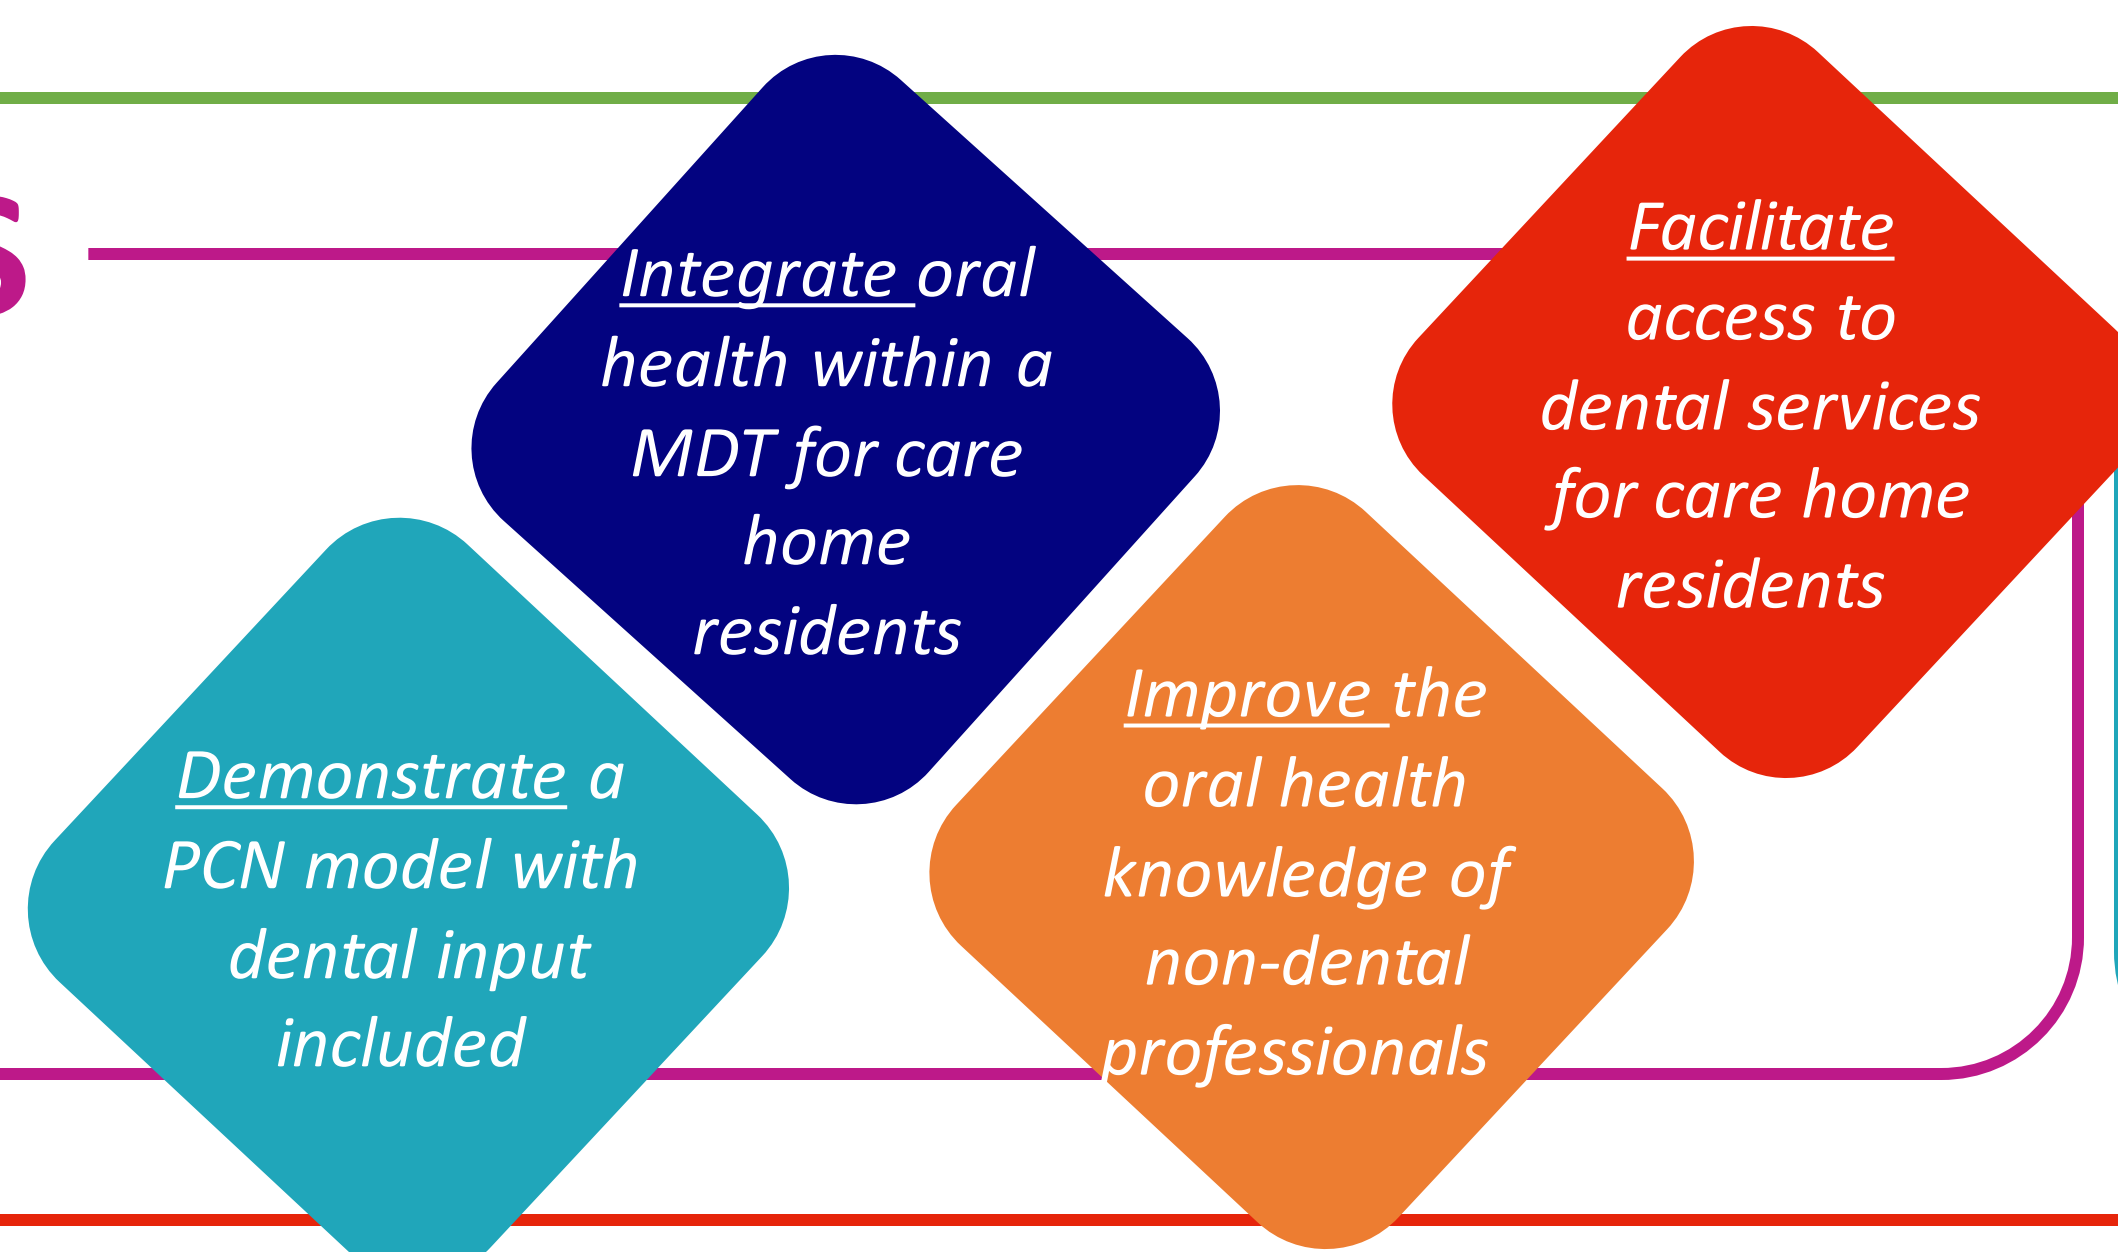 s
Demonstrate a
PCN model with
dental input
included
Integrate oral
health within a
MDT for care
home
residents
Improve the
oral health
knowledge of
non-dental
professionals
Facilitate
access to
dental services
for care home
residents